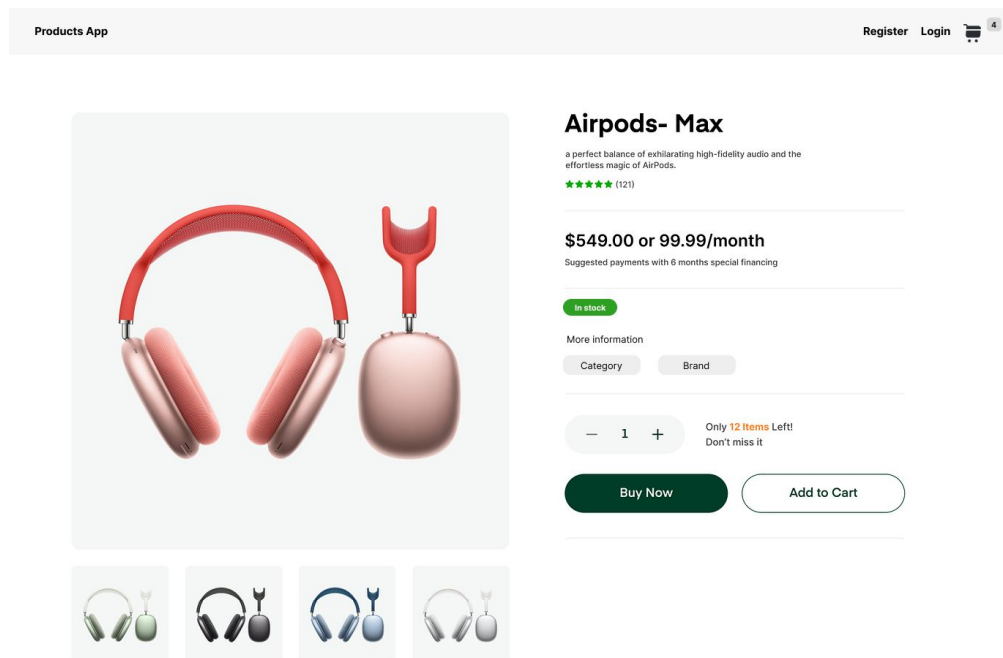 Products App
Register Login 4
Airpods- Max
a perfect balance of exhilarating high-fidelity audio and the
effortless magic of AirPods.
(121)
$549.00 or 99.99/month
Suggested payments with 6 months special financing
In stock
More information
Category Brand
1
Only 12 Items Left!
Don't miss it
Buy Now Add to Cart